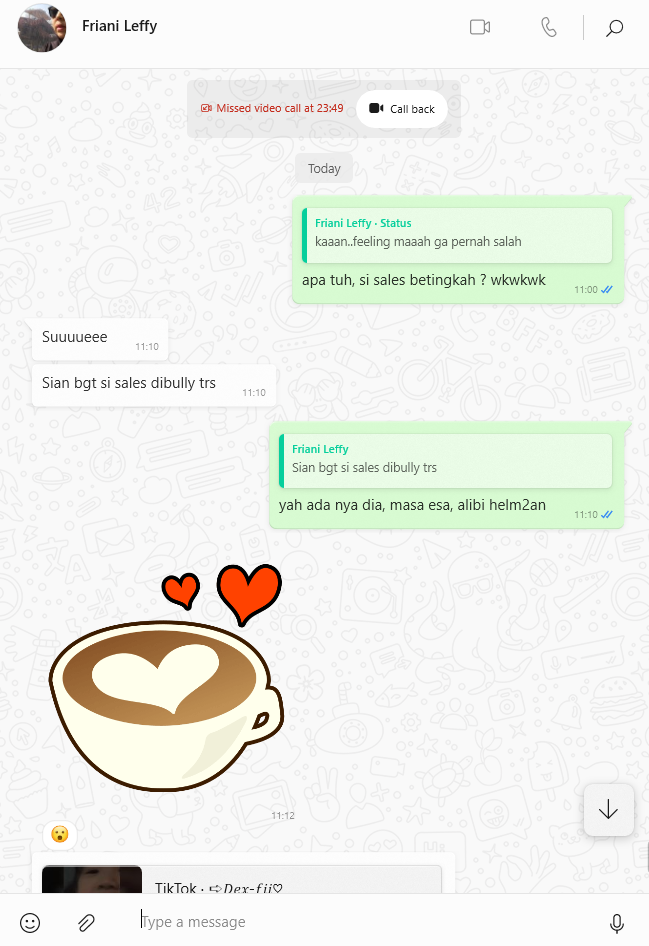 Friani Leffy
Missed video call at 23:49
Call back
Today
Friani Leffy · Status
kaaan..feeling maaah ga pernah salah
apa tuh, si sales betingkah ? wkwkwk
11:00
Suuuueee
11:10
Sian bgt si sales dibully trs
11:10
Friani Leffy
Sian bgt si sales dibully trs
yah ada nya dia, masa esa, alibi helm2an
11:10
11:12
TikTok · ➪𝐷𝑒𝑥-𝑓𝑖𝑖♡
Type a message